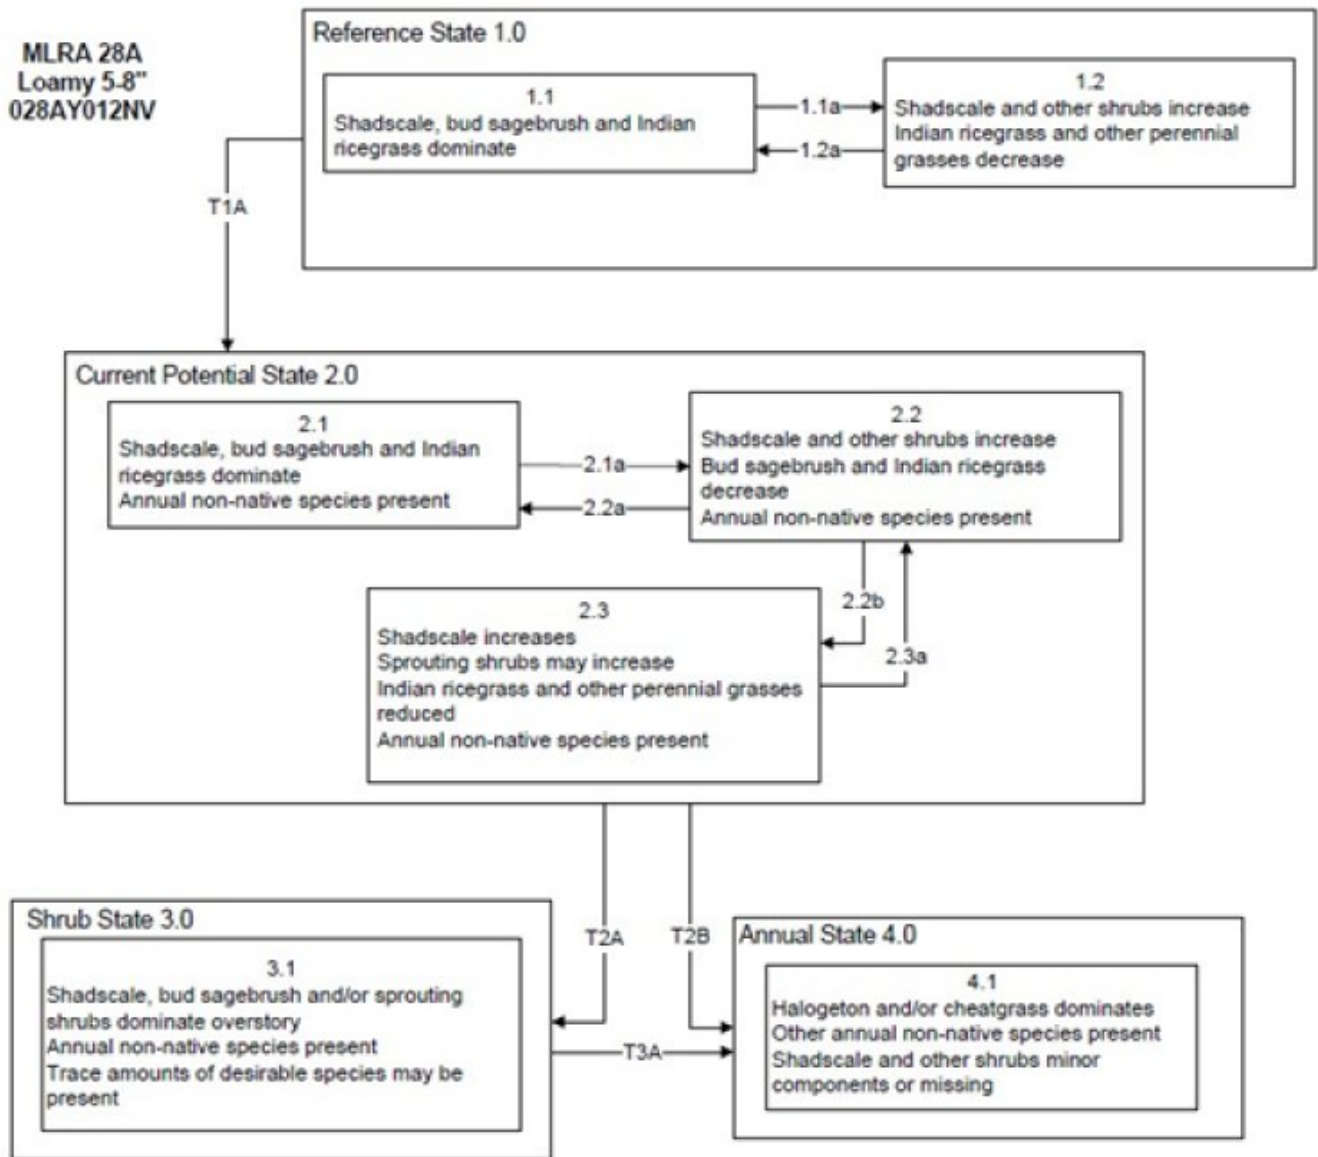 MLRA 28A
Loamy 5-8"
028AY012NV
Reference State 1.0
1.1
Shadscale, bud sagebrush and Indian
ricegrass dominate
1.1a
1.2a
1.2
Shadscale and other shrubs increase
Indian ricegrass and other perennial
grasses decrease
T1A
Current Potential State 2.0
2.1
Shadscale, bud sagebrush and Indian
ricegrass dominate
Annual non-native species present
2.1a
2.2a
2.2
Shadscale and other shrubs increase
Bud sagebrush and Indian ricegrass
decrease
Annual non-native species present
2.2b
2.3a
2.3
Shadscale increases
Sprouting shrubs may increase
Indian ricegrass and other perennial grasses
reduced
Annual non-native species present
T2A
T2B
Shrub State 3.0
3.1
Shadscale, bud sagebrush and/or sprouting
shrubs dominate overstory
Annual non-native species present
Trace amounts of desirable species may be
present
T3A
Annual State 4.0
4.1
Halogeton and/or cheatgrass dominates
Other annual non-native species present
Shadscale and other shrubs minor
components or missing